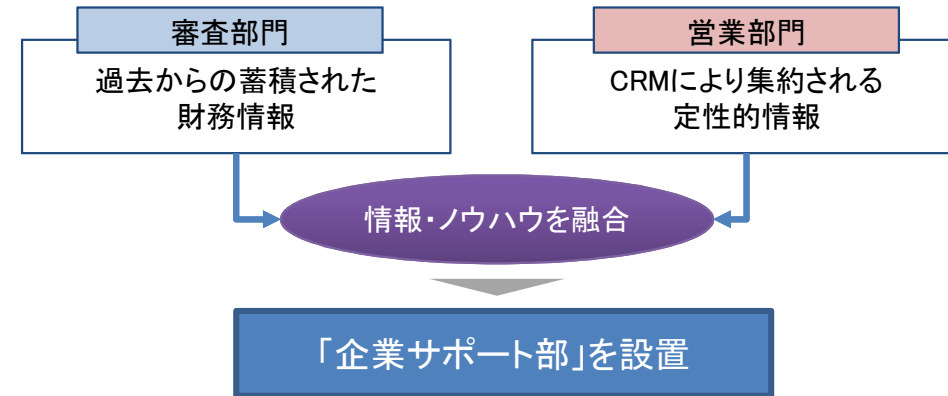 審査部門
過去からの蓄積された
財務情報
営業部門
CRMにより集約される
定性的情報
情報・ノウハウを融合
「企業サポート部」を設置